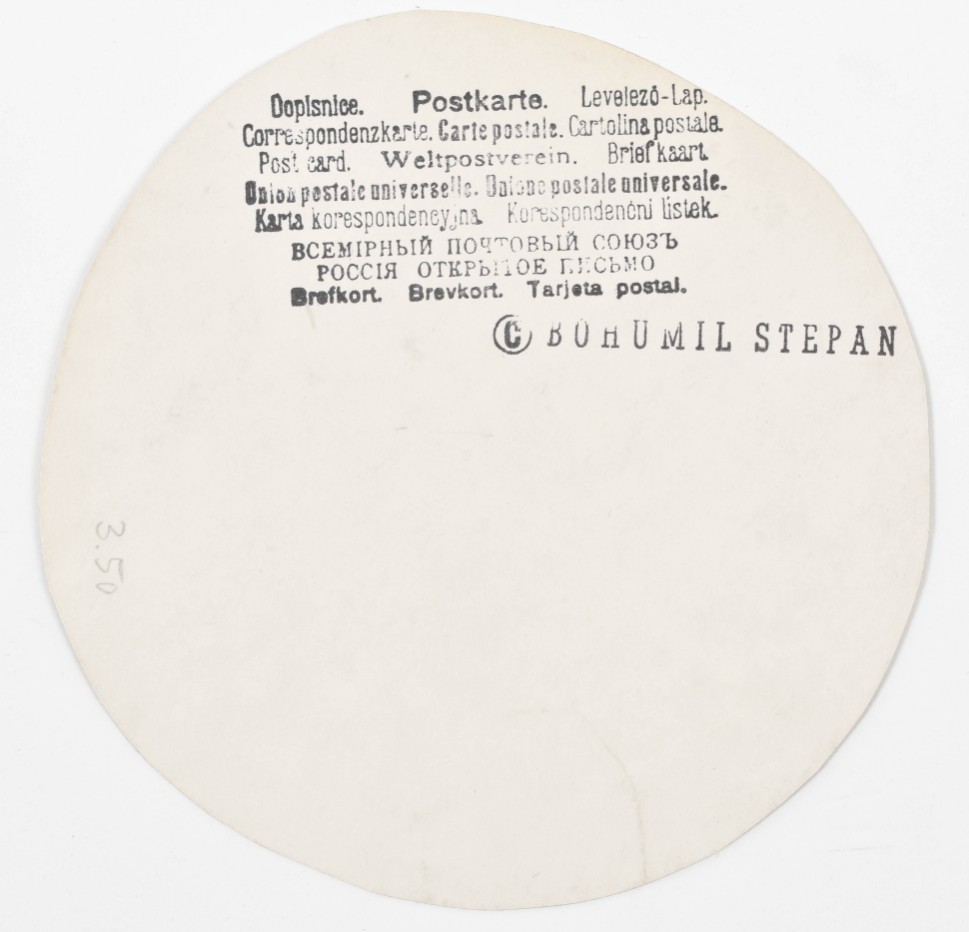 Dopisnice. Postkarte. Levelező-Lap.
Correspondenzkarte. Carte postale. Cartolina postale.
Post card. Weltpostverein. Briefkaart.
Union postale universelle. Unione postale universale.
Karta korespondencyjna. Korespondenční lístek.
ВСЕМІРНЫЙ ПОЧТОВЫЙ СОЮЗЪ
РОССІЯ ОТКРЫТОЕ ПИСЬМО
Brefkort. Brevkort. Tarjeta postal.
© BOHUMIL STEPAN
3.50